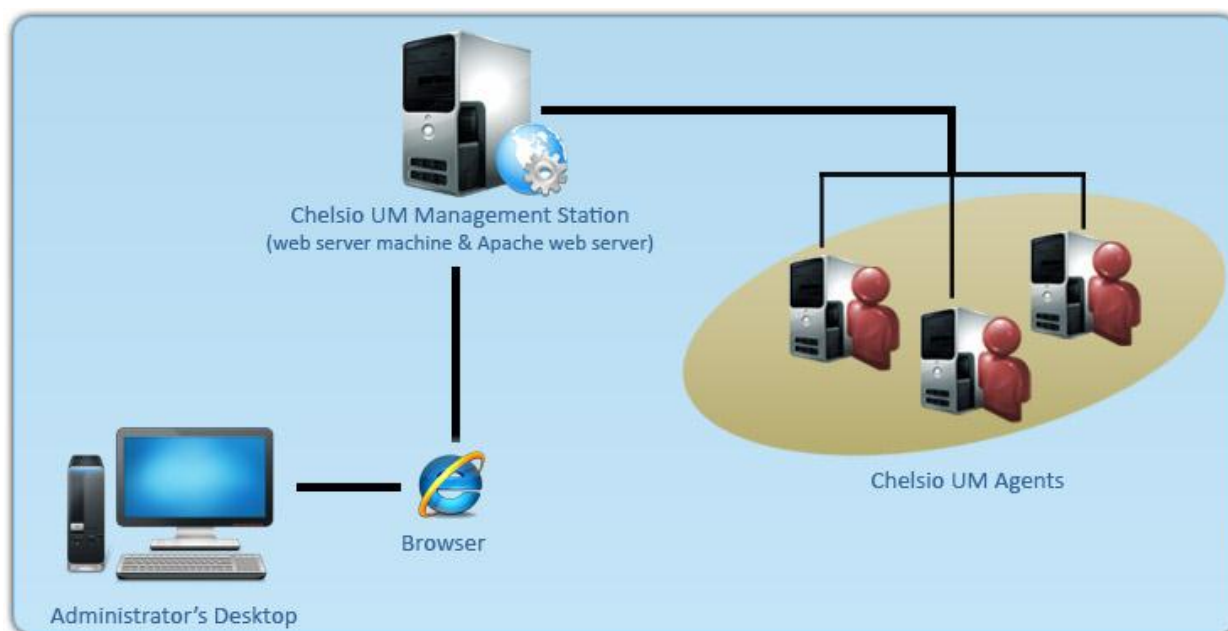 Chelsio UM Management Station
(web server machine & Apache web server)
Chelsio UM Agents
Browser
Administrator’s Desktop